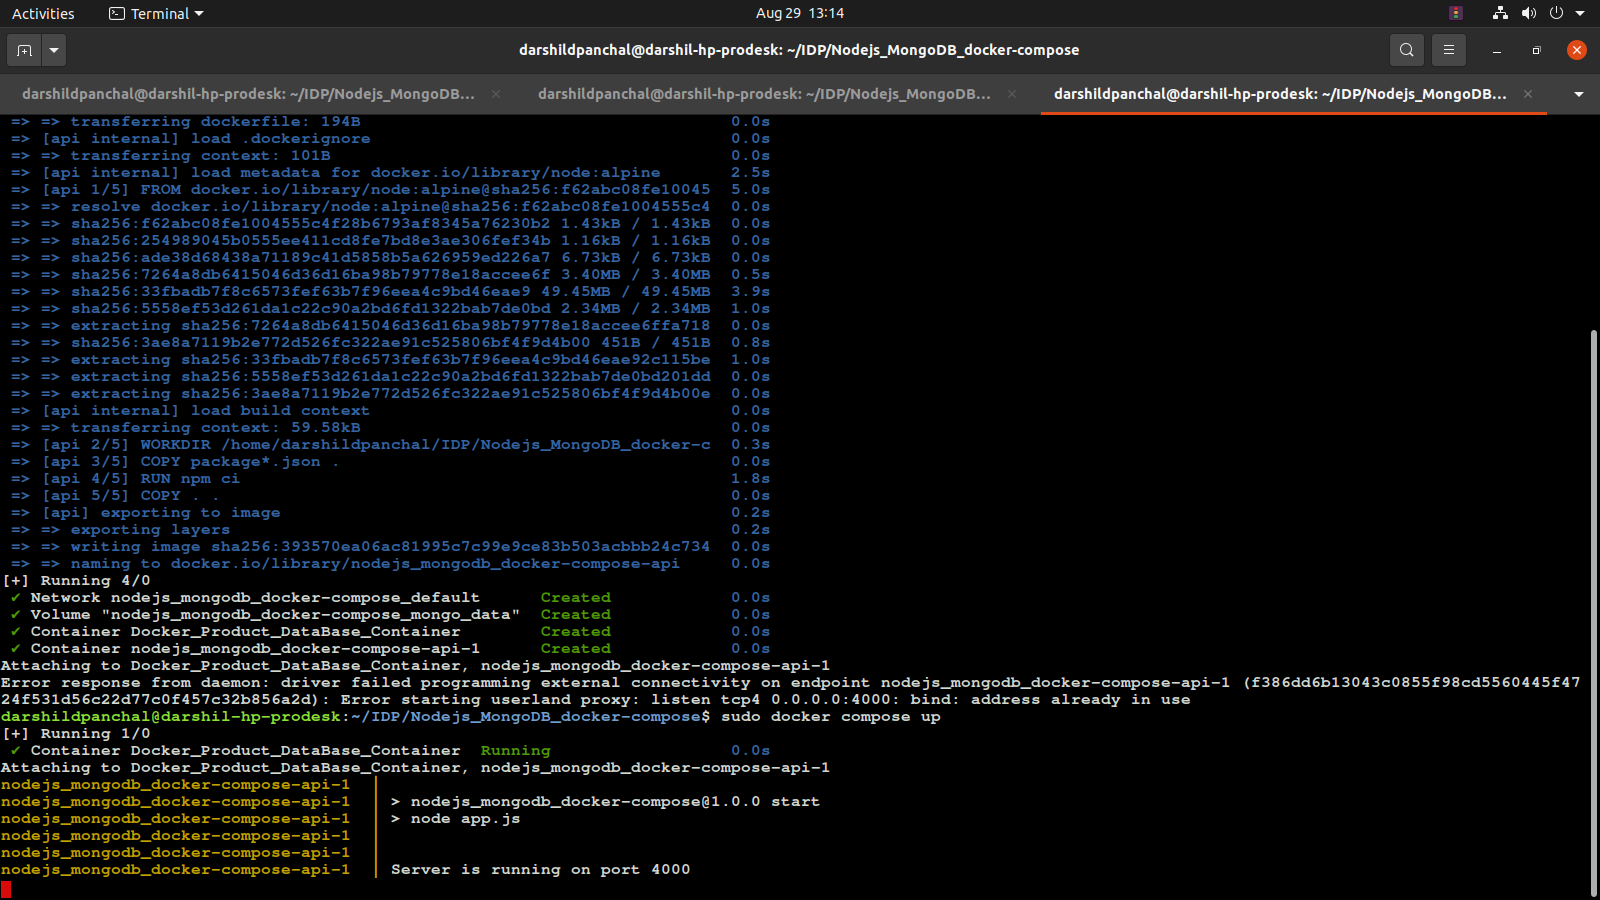 Activities
Terminal
Aug 29 13:14
darshildpanchal@darshil-hp-prodesk: ~/IDP/Nodejs_MongoDB_docker-compose
darshildpanchal@darshil-hp-prodesk: ~/IDP/Nodejs_MongoDB...
darshildpanchal@darshil-hp-prodesk: ~/IDP/Nodejs_MongoDB...
darshildpanchal@darshil-hp-prodesk: ~/IDP/Nodejs_MongoDB...
=> => transferring dockerfile: 194B 0.0s
=> [api internal] load .dockerignore 0.0s
=> => transferring context: 101B 0.0s
=> [api internal] load metadata for docker.io/library/node:alpine 2.5s
=> [api 1/5] FROM docker.io/library/node:alpine@sha256:f62abc08fe10045 5.0s
=> => resolve docker.io/library/node:alpine@sha256:f62abc08fe1004555c4 0.0s
=> => sha256:f62abc08fe1004555c4f28b6793af8345a76230b2 1.43kB / 1.43kB 0.0s
=> => sha256:254989045b0555ee411cd8fe7bd8e3ae306fef34b 1.16kB / 1.16kB 0.0s
=> => sha256:ade38d68438a71189c41d5858b5a626959ed226a7 6.73kB / 6.73kB 0.0s
=> => sha256:7264a8db6415046d36d16ba98b79778e18accee6f 3.40MB / 3.40MB 0.5s
=> => sha256:33fbadb7f8c6573fef63b7f96eea4c9bd46eae9 49.45MB / 49.45MB 3.9s
=> => sha256:5558ef53d261da1c22c90a2bd6fd1322bab7de0bd 2.34MB / 2.34MB 1.0s
=> => extracting sha256:7264a8db6415046d36d16ba98b79778e18accee6ffa718 0.0s
=> => sha256:3ae8a7119b2e772d526fc322ae91c525806bf4f9d4b00 451B / 451B 0.8s
=> => extracting sha256:33fbadb7f8c6573fef63b7f96eea4c9bd46eae92c115be 1.0s
=> => extracting sha256:5558ef53d261da1c22c90a2bd6fd1322bab7de0bd201dd 0.0s
=> => extracting sha256:3ae8a7119b2e772d526fc322ae91c525806bf4f9d4b00e 0.0s
=> [api internal] load build context 0.0s
=> => transferring context: 59.58kB 0.0s
=> [api 2/5] WORKDIR /home/darshildpanchal/IDP/Nodejs_MongoDB_docker-c 0.3s
=> [api 3/5] COPY package*.json . 0.0s
=> [api 4/5] RUN npm ci 1.8s
=> [api 5/5] COPY . . 0.0s
=> [api] exporting to image 0.2s
=> => exporting layers 0.2s
=> => writing image sha256:393570ea06ac81995c7c99e9ce83b503acbbb24c734 0.0s
=> => naming to docker.io/library/nodejs_mongodb_docker-compose-api 0.0s
[+] Running 4/0
✔ Network nodejs_mongodb_docker-compose_default Created 0.0s
✔ Volume "nodejs_mongodb_docker-compose_mongo_data" Created 0.0s
✔ Container Docker_Product_DataBase_Container Created 0.0s
✔ Container nodejs_mongodb_docker-compose-api-1 Created 0.0s
Attaching to Docker_Product_DataBase_Container, nodejs_mongodb_docker-compose-api-1
Error response from daemon: driver failed programming external connectivity on endpoint nodejs_mongodb_docker-compose-api-1 (f386dd6b13043c0855f98cd5560445f47
24f531d56c22d77c0f457c32b856a2d): Error starting userland proxy: listen tcp4 0.0.0.0:4000: bind: address already in use
darshildpanchal@darshil-hp-prodesk:~/IDP/Nodejs_MongoDB_docker-compose$ sudo docker compose up
[+] Running 1/0
✔ Container Docker_Product_DataBase_Container Running 0.0s
Attaching to Docker_Product_DataBase_Container, nodejs_mongodb_docker-compose-api-1
nodejs_mongodb_docker-compose-api-1 |
nodejs_mongodb_docker-compose-api-1 | > nodejs_mongodb_docker-compose@1.0.0 start
nodejs_mongodb_docker-compose-api-1 | > node app.js
nodejs_mongodb_docker-compose-api-1 |
nodejs_mongodb_docker-compose-api-1 |
nodejs_mongodb_docker-compose-api-1 | Server is running on port 4000